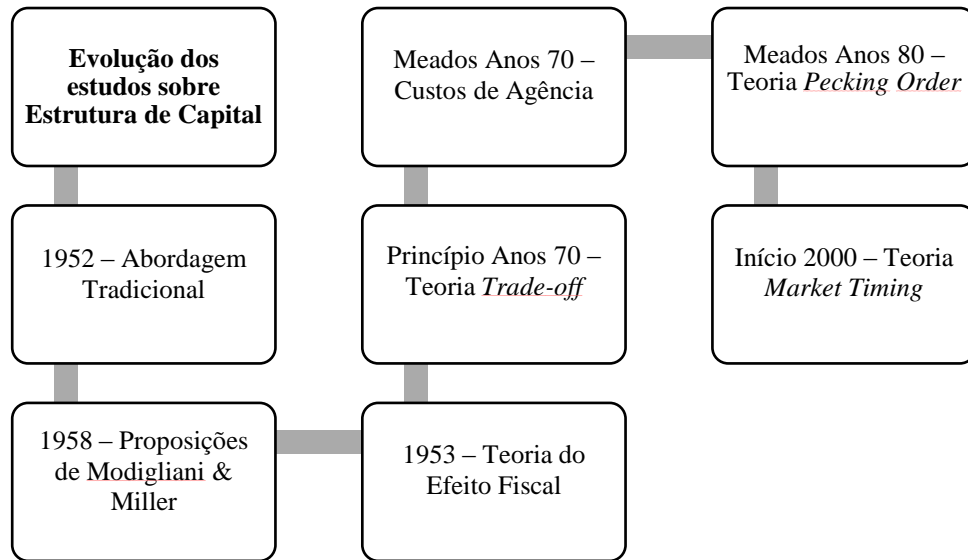 Evolução dos
estudos sobre
Estrutura de Capital
1952 – Abordagem
Tradicional
1958 – Proposições
de Modigliani &
Miller
1953 – Teoria do
Efeito Fiscal
Princípio Anos 70 –
Teoria Trade-off
Meados Anos 70 –
Custos de Agência
Meados Anos 80 –
Teoria Pecking Order
Início 2000 – Teoria
Market Timing